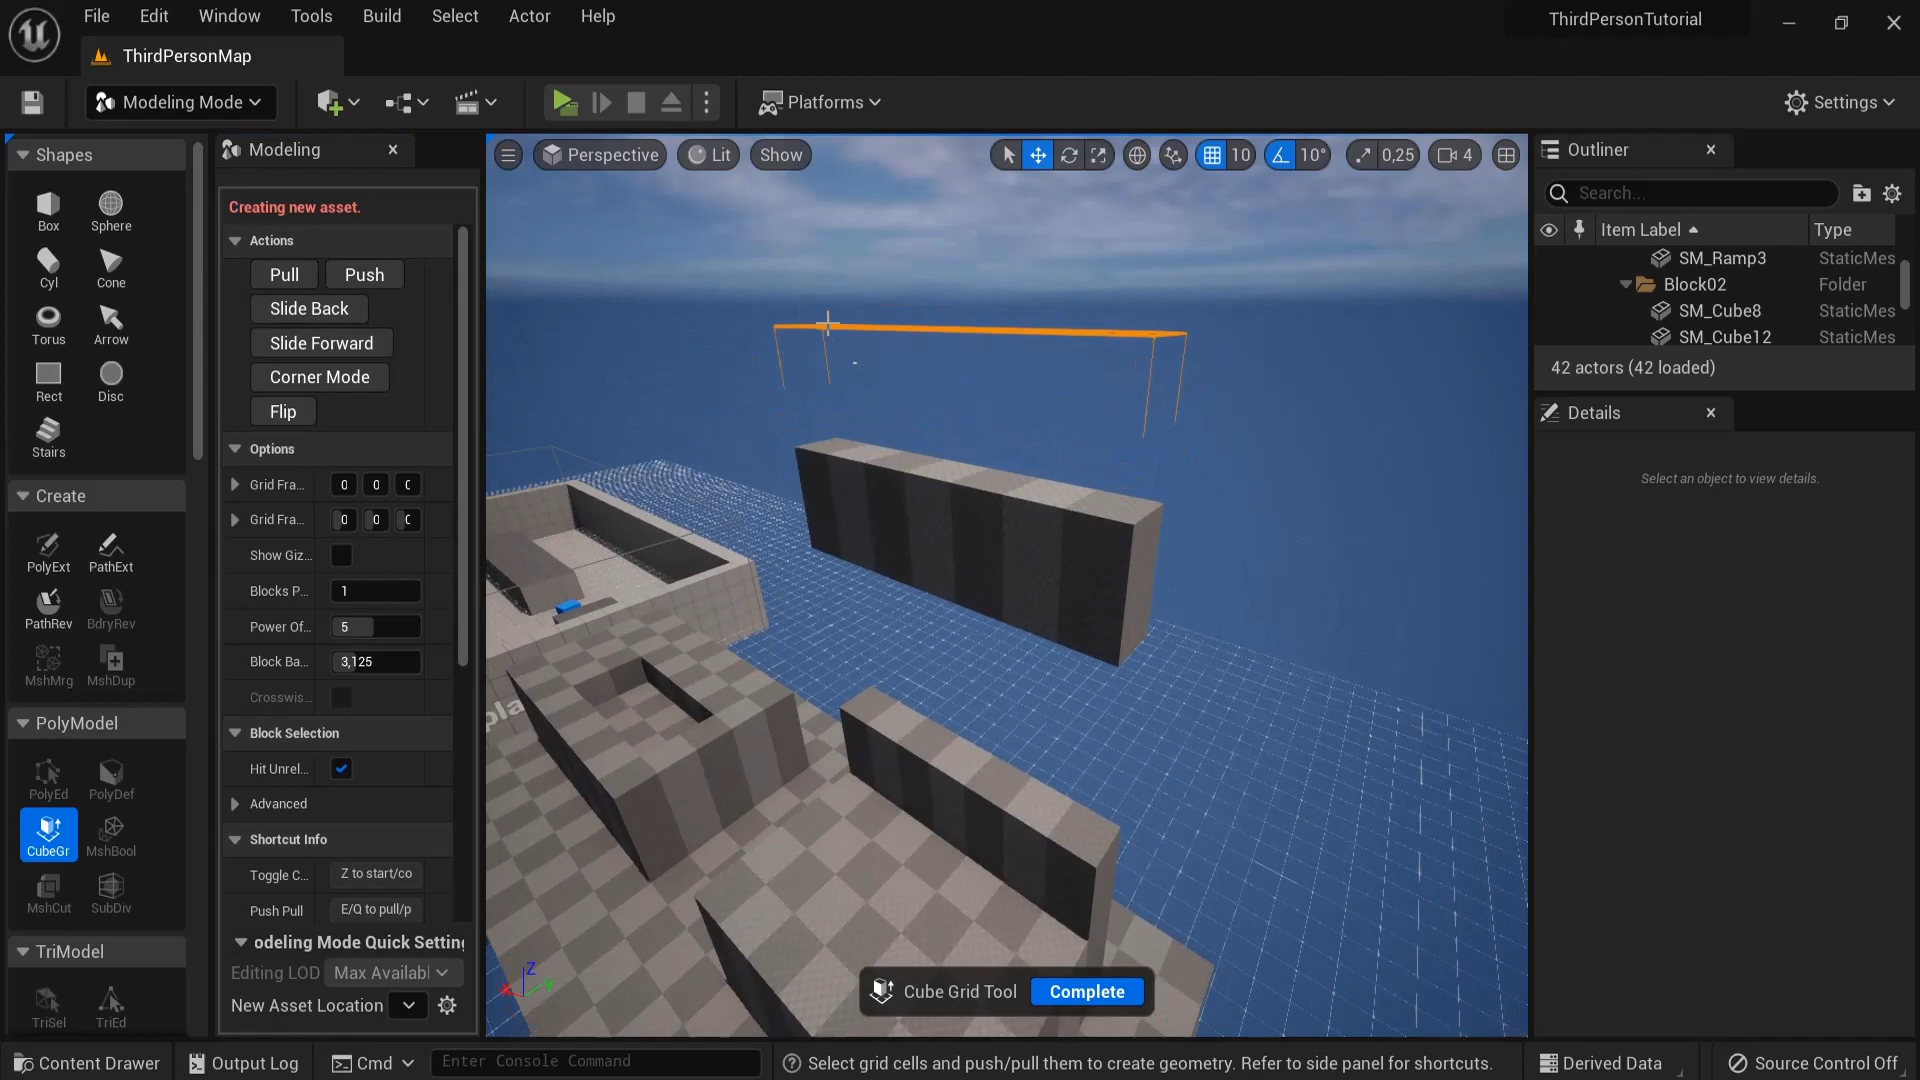 File Edit Window Tools Build Select Actor Help
ThirdPersonTutorial
ThirdPersonMap
Modeling Mode
Platforms
Settings
Shapes
Box Sphere
Cyl Cone
Torus Arrow
Rect Disc
Stairs
Create
PolyExt PathExt
PathRev BdryRev
MshMrg MshDup
PolyModel
PolyEd PolyDef
CubeGr MshBool
MshCut SubDiv
TriModel
TriSel TriEd
Modeling
Creating new asset.
Actions
Pull Push
Slide Back
Slide Forward
Corner Mode
Flip
Options
Grid Fra... 0 0
Grid Fra... 0 0
Show Giz...
Blocks P... 1
Power Of... 5
Block Ba... 3,125
Crosswis...
Block Selection
Hit Unrel...
Advanced
Shortcut Info
Toggle C... Z to start/co
Push Pull E/Q to pull/p
odeling Mode Quick Setting
Editing LOD Max Availabl
New Asset Location
Perspective Lit Show 10 10° 0,25 4
pla
Z
X
Y
Cube Grid Tool Complete
Outliner
Search...
Item Label Type
SM_Ramp3 StaticMes
Block02 Folder
SM_Cube8 StaticMes
SM_Cube12 StaticMes
42 actors (42 loaded)
Details
Select an object to view details.
Content Drawer Output Log Cmd Enter Console Command Select grid cells and push/pull them to create geometry. Refer to side panel for shortcuts. Derived Data Source Control Off